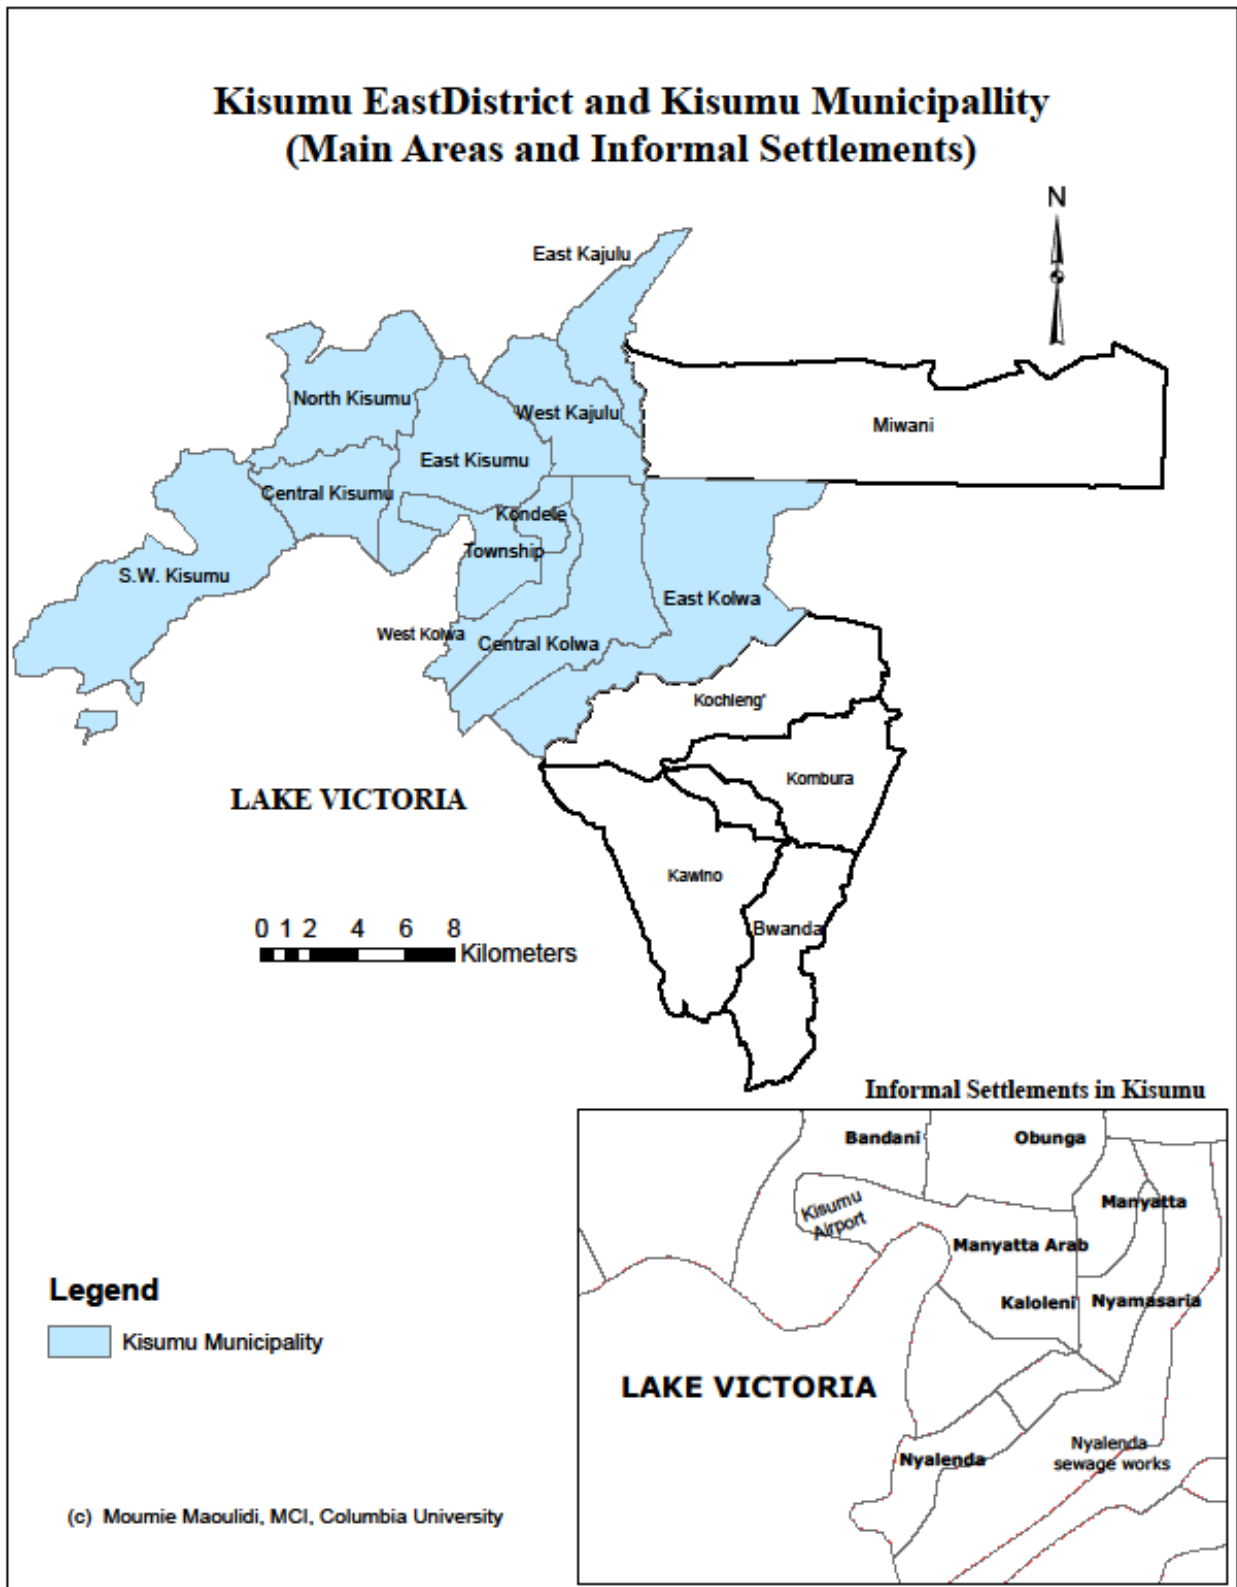 Kisumu EastDistrict and Kisumu Municipallity
(Main Areas and Informal Settlements)
N
East Kajulu
North Kisumu
West Kajulu
Miwani
East Kisumu
Central Kisumu
Kondele
Township
S.W. Kisumu
East Kolwa
West Kolwa
Central Kolwa
Kochieng'
Kombura
LAKE VICTORIA
Kawino
Bwanda
0 1 2 4 6 8
Kilometers
Informal Settlements in Kisumu
Bandani
Obunga
Manyatta
Kisumu
Airport
Manyatta Arab
Kaloleni
Nyamasaria
LAKE VICTORIA
Nyalenda
Nyalenda
sewage works
Legend
Kisumu Municipality
(c) Moumie Maoulidi, MCI, Columbia University